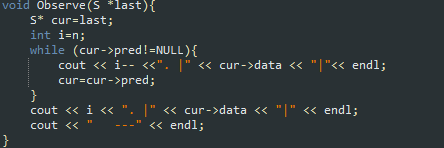 void Observe(S *last){
    S* cur=last;
    int i=n;
    while (cur->pred!=NULL){
        cout << i-- <<". |" << cur->data << "|"<< endl;
        cur=cur->pred;
    }
    cout << i << ". |" << cur->data << "|" << endl;
    cout << "   ---" << endl;
}